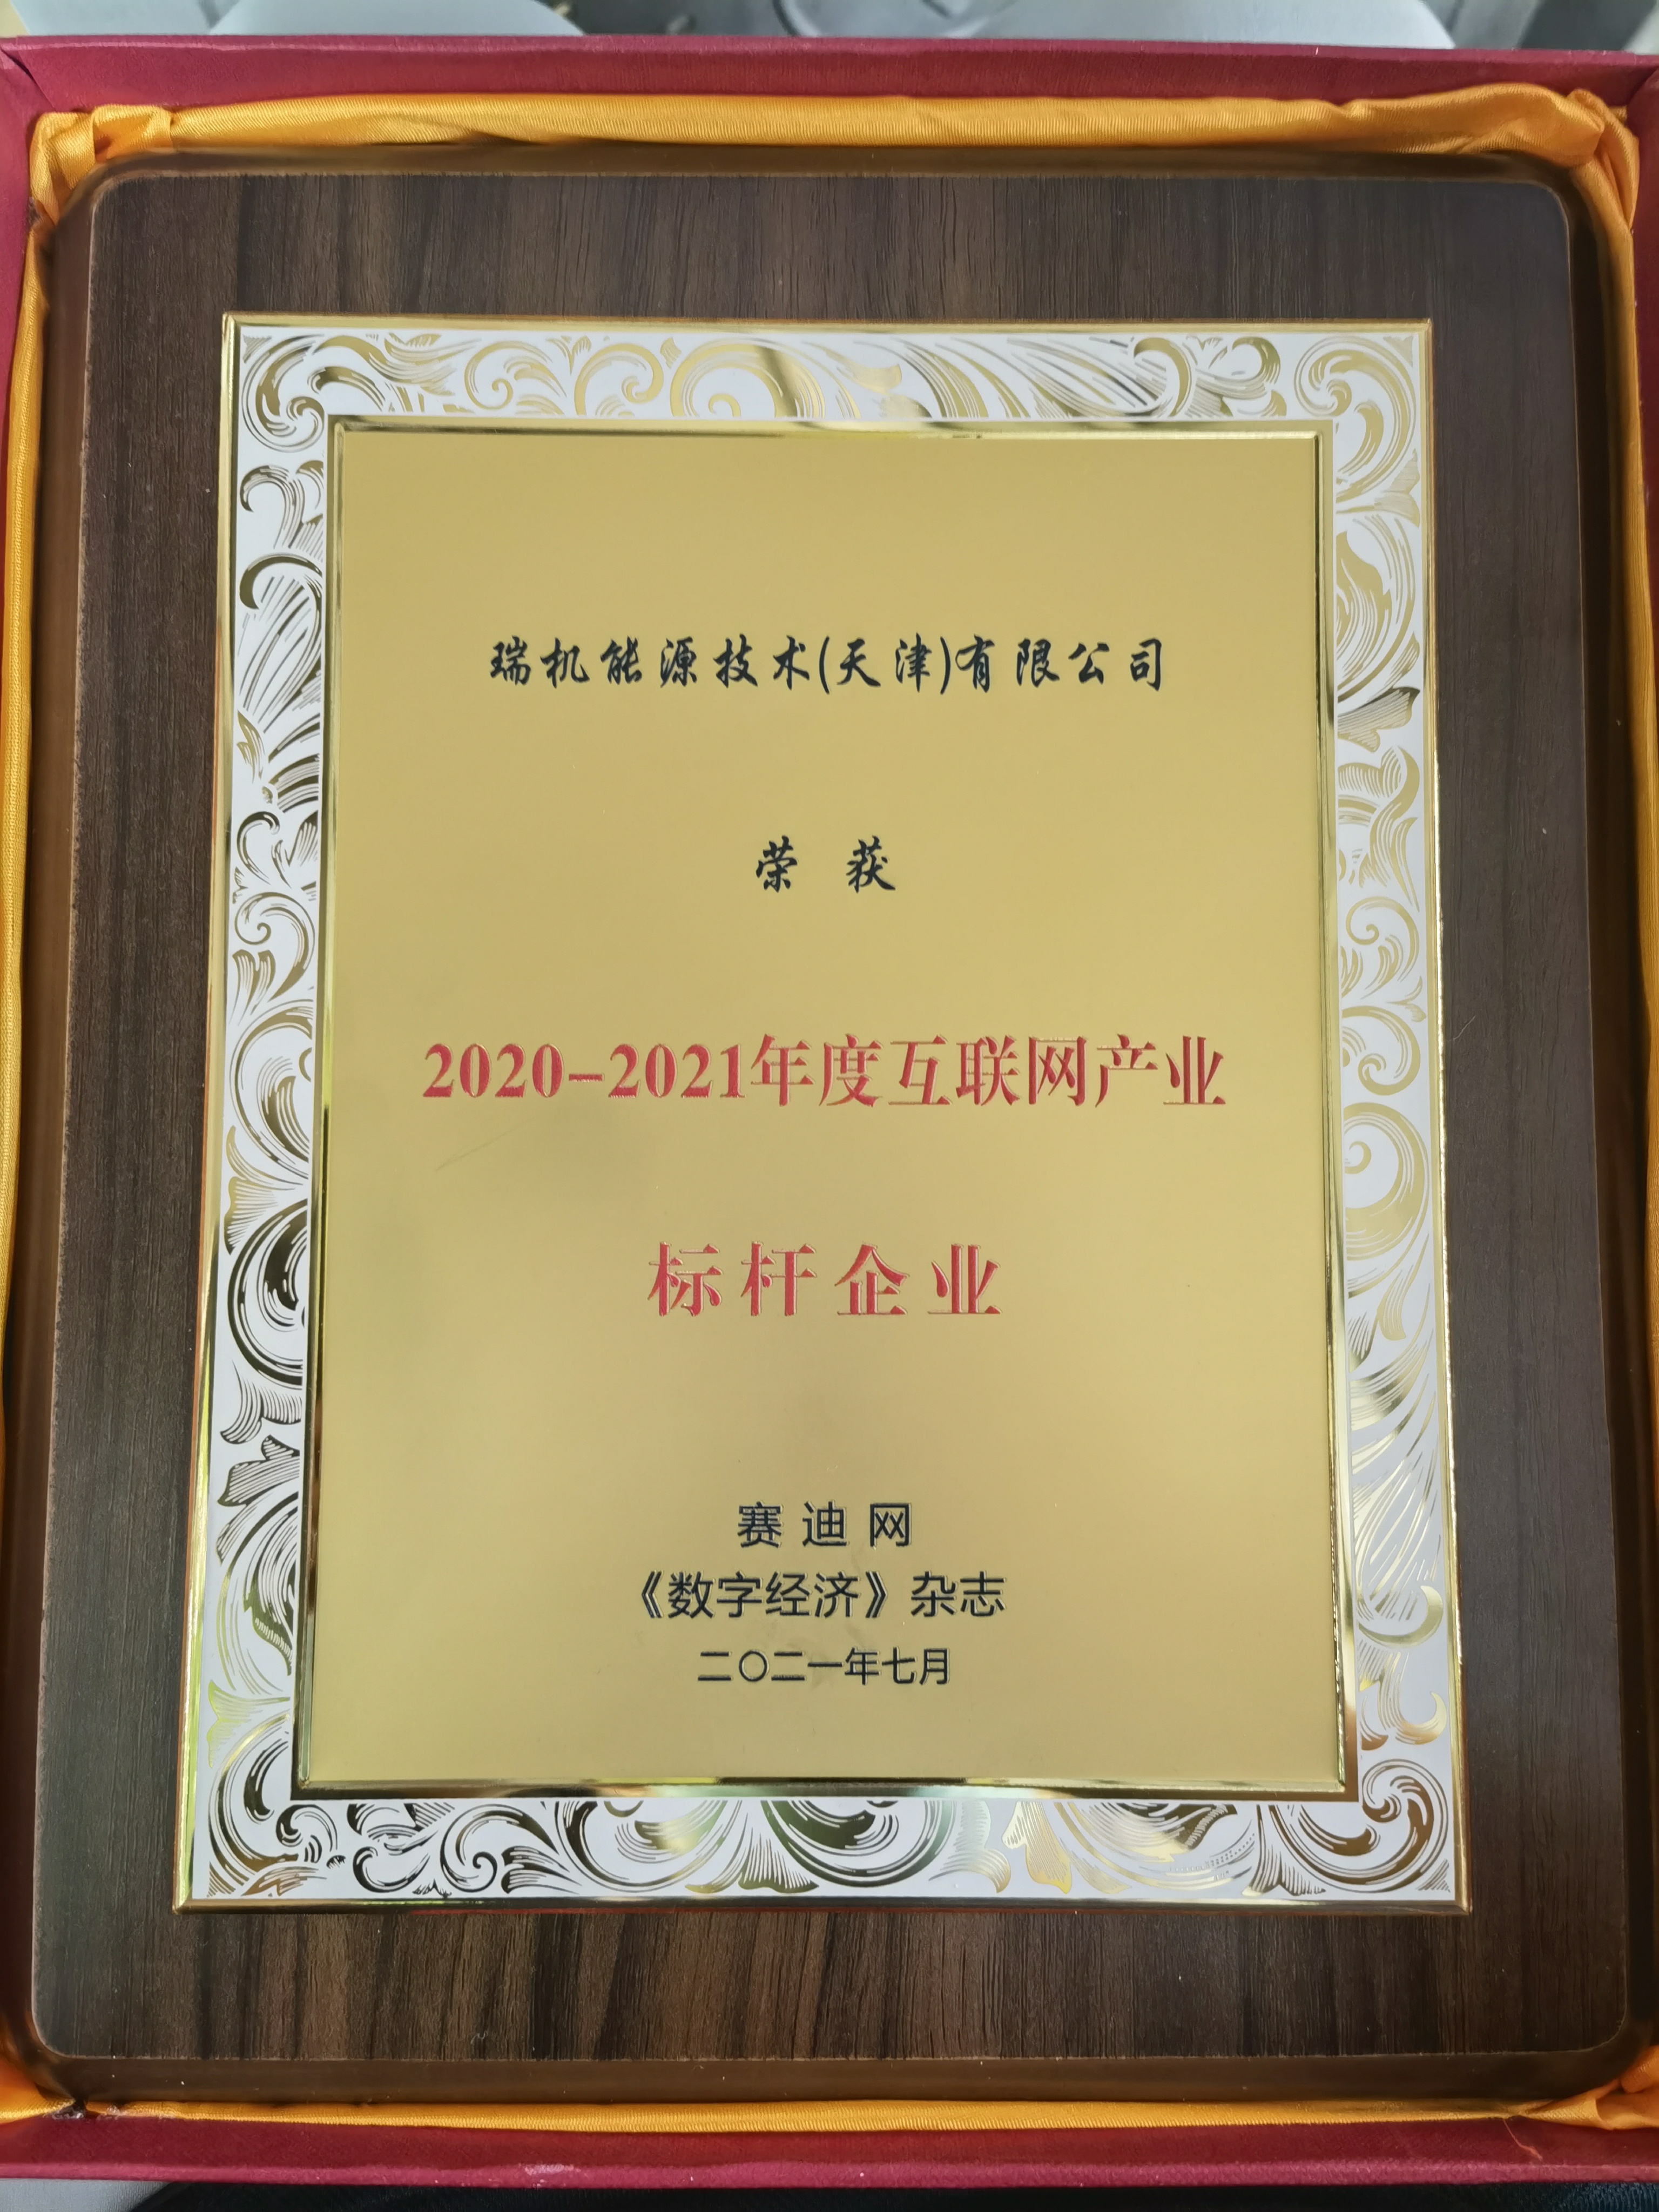 瑞机能源技术(天津)有限公司
荣 获
2020-2021年度互联网产业
标杆企业
赛迪网
《数字经济》杂志
二〇二一年七月